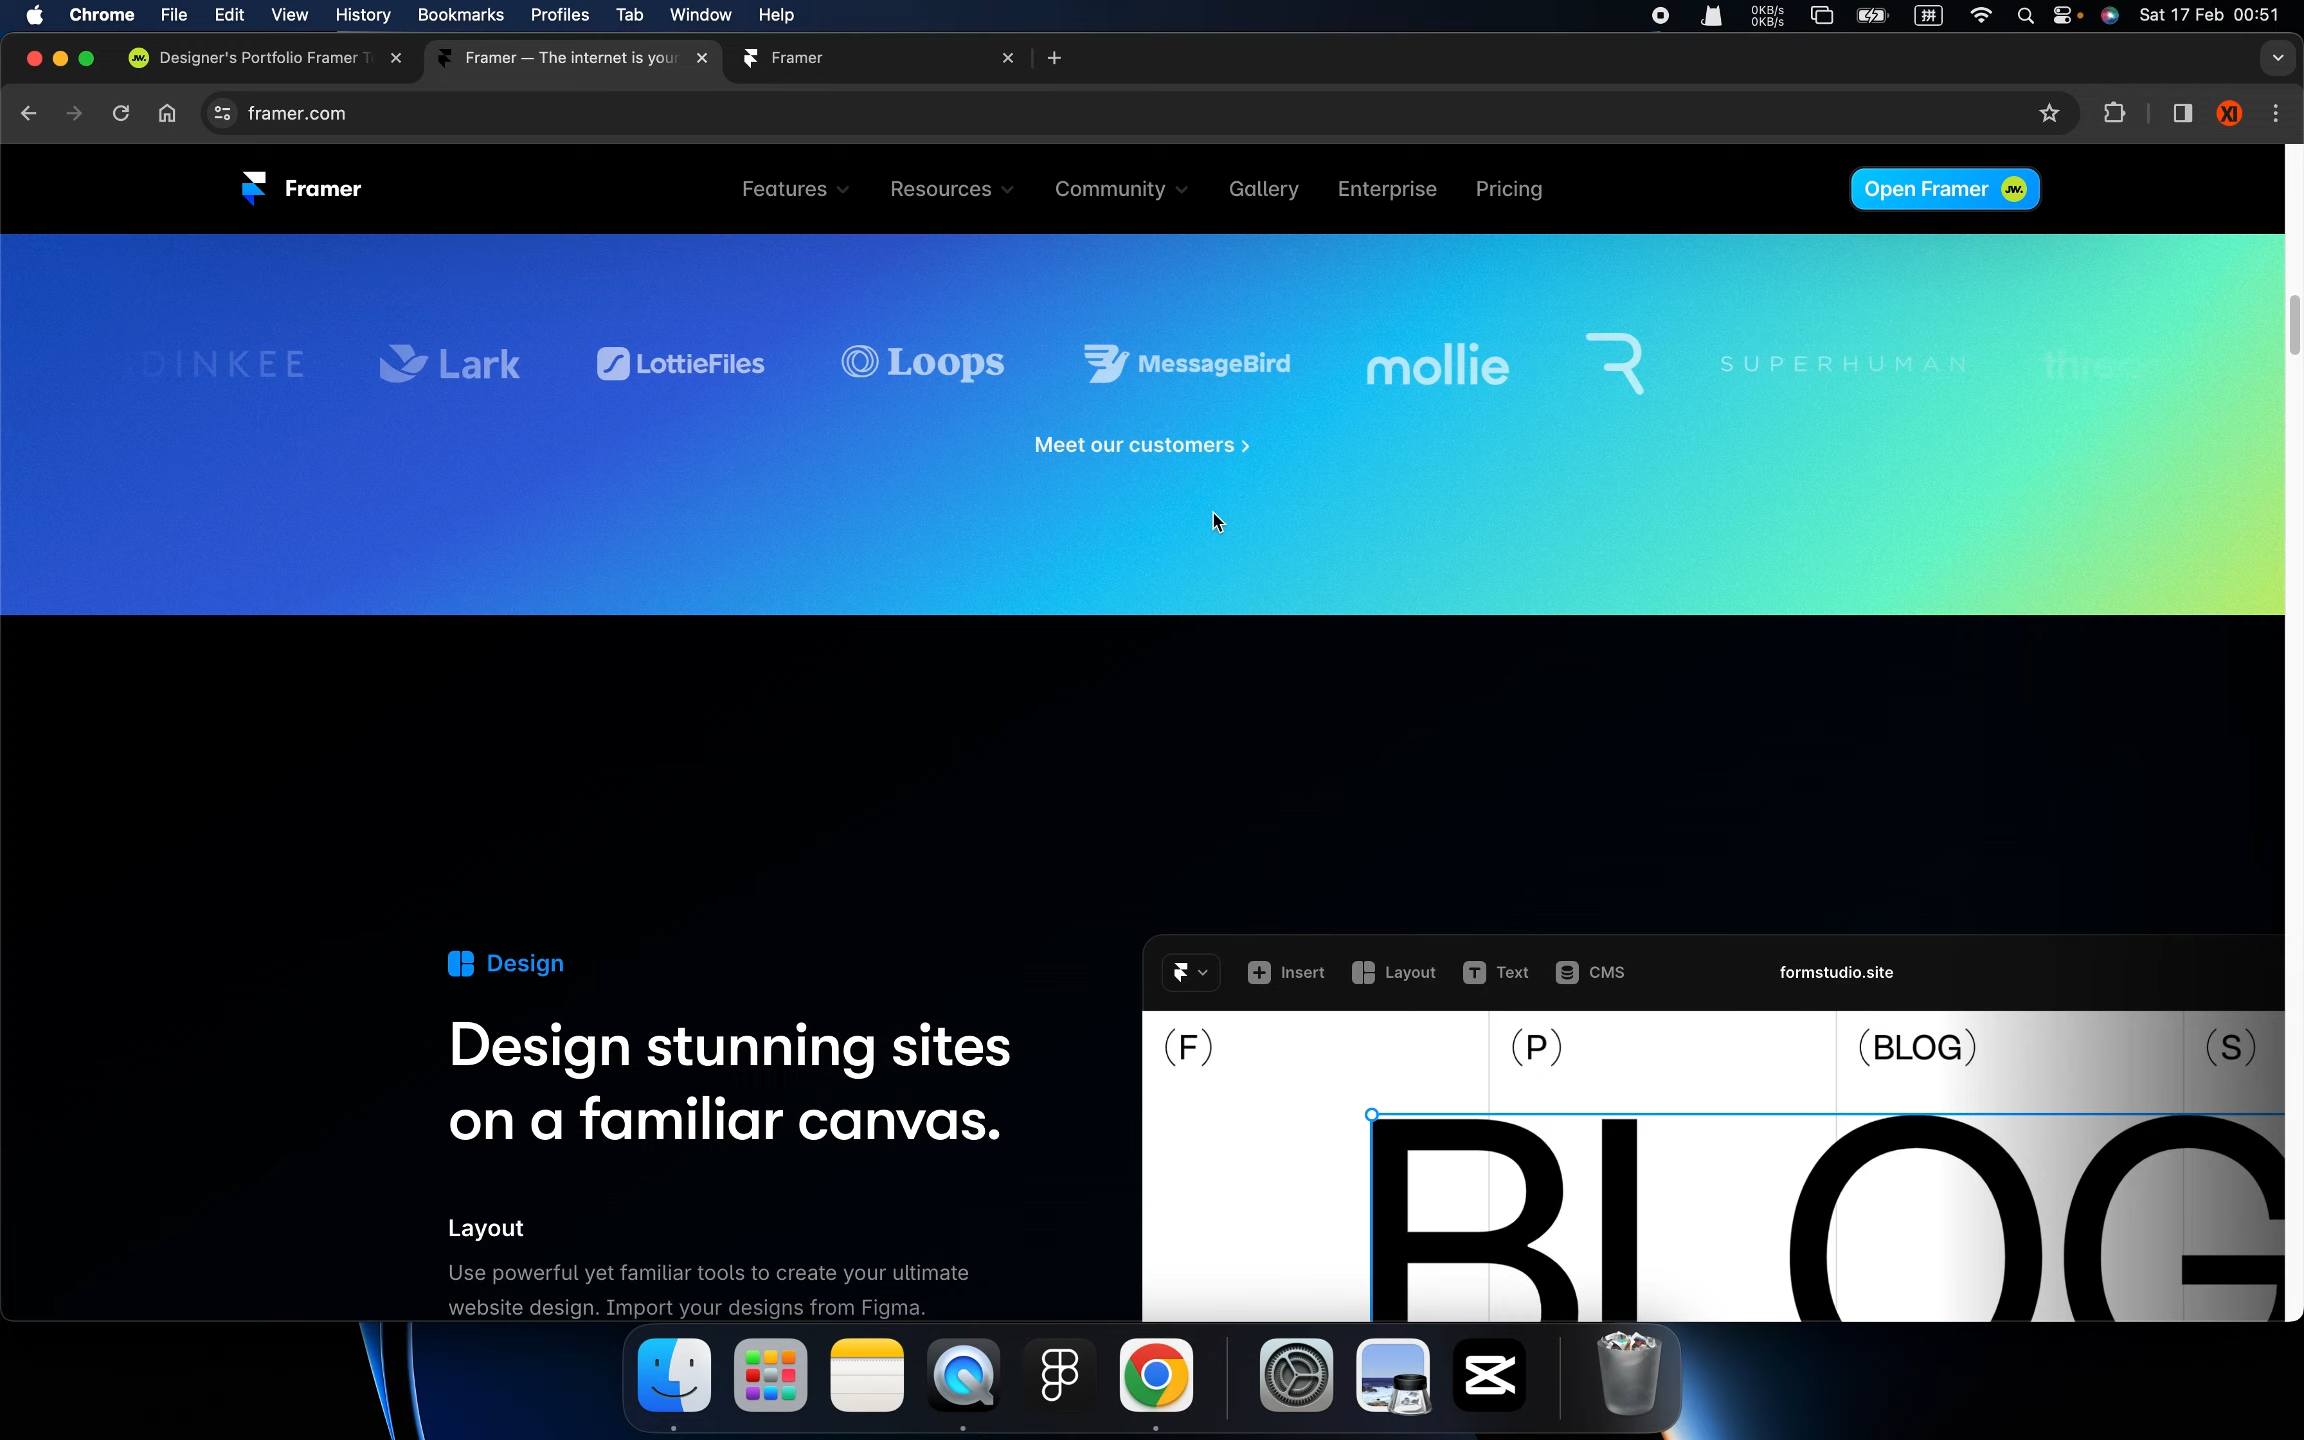 Chrome File Edit View History Bookmarks Profiles Tab Window Help
0KB/s
0KB/s
Sat 17 Feb 00:51
Designer's Portfolio Framer
Framer — The internet is your
Framer
framer.com
XI
Framer
Features
Resources
Community
Gallery
Enterprise
Pricing
Open Framer JW.
DINKEE
Lark
LottieFiles
Loops
MessageBird
mollie
SUPERHUMAN
Meet our customers >
Design
Design stunning sites
on a familiar canvas.
Layout
Use powerful yet familiar tools to create your ultimate
website design. Import your designs from Figma.
Insert
Layout
Text
CMS
formstudio.site
(F)
(P)
(BLOG)
(S)
BLOG